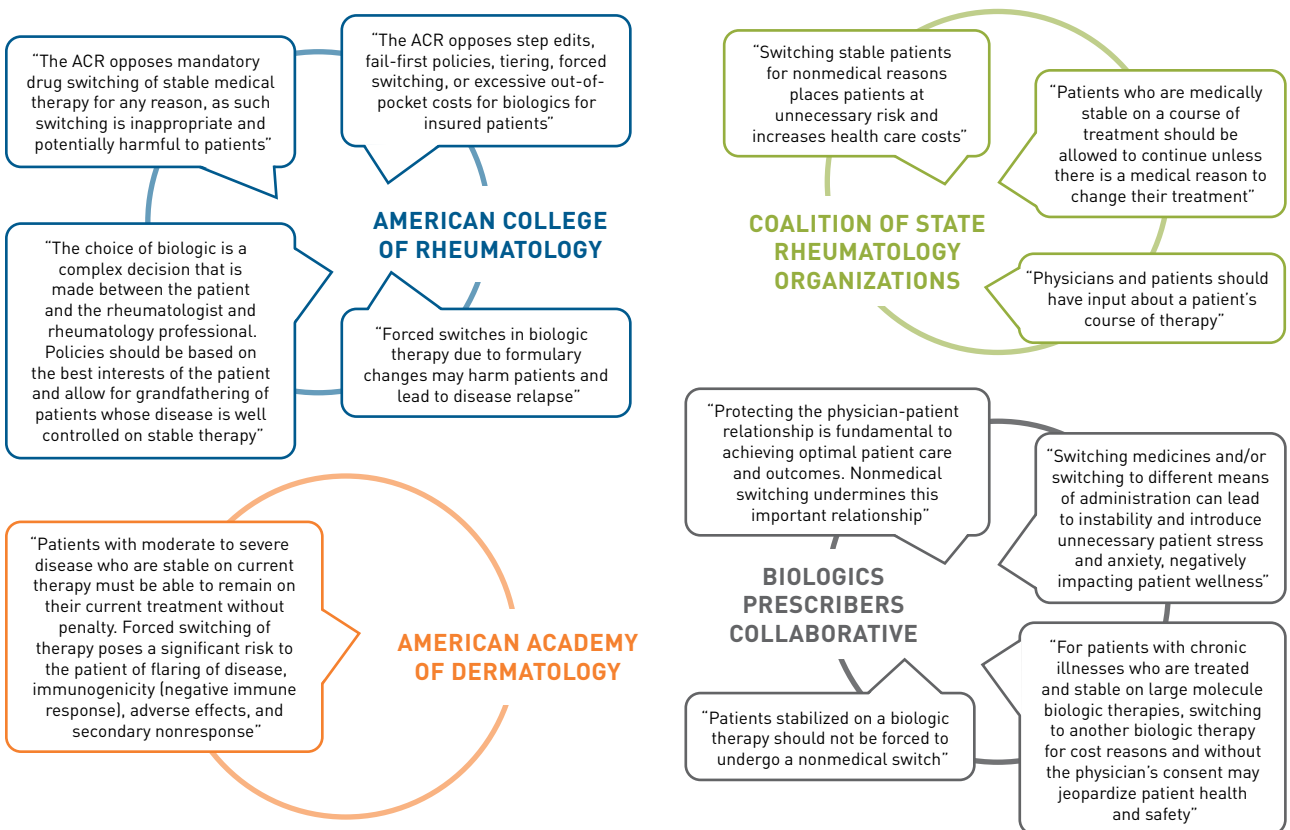 “The ACR opposes mandatory
drug switching of stable medical
therapy for any reason, as such
switching is inappropriate and
potentially harmful to patients”
“The ACR opposes step edits,
fail-first policies, tiering, forced
switching, or excessive out-of-
pocket costs for biologics for
insured patients”
AMERICAN COLLEGE
OF RHEUMATOLOGY
“The choice of biologic is a
complex decision that is
made between the patient
and the rheumatologist and
rheumatology professional.
Policies should be based on
the best interests of the patient
and allow for grandfathering of
patients whose disease is well
controlled on stable therapy”
“Forced switches in biologic
therapy due to formulary
changes may harm patients and
lead to disease relapse”
“Switching stable patients
for nonmedical reasons
places patients at
unnecessary risk and
increases health care costs”
“Patients who are medically
stable on a course of
treatment should be
allowed to continue unless
there is a medical reason to
change their treatment”
COALITION OF STATE
RHEUMATOLOGY
ORGANIZATIONS
“Physicians and patients should
have input about a patient’s
course of therapy”
“Patients with moderate to severe
disease who are stable on current
therapy must be able to remain on
their current treatment without
penalty. Forced switching of
therapy poses a significant risk to
the patient of flaring of disease,
immunogenicity (negative immune
response), adverse effects, and
secondary nonresponse”
AMERICAN ACADEMY
OF DERMATOLOGY
“Protecting the physician-patient
relationship is fundamental to
achieving optimal patient care
and outcomes. Nonmedical
switching undermines this
important relationship”
“Switching medicines and/or
switching to different means
of administration can lead
to instability and introduce
unnecessary patient stress
and anxiety, negatively
impacting patient wellness”
BIOLOGICS
PRESCRIBERS
COLLABORATIVE
“Patients stabilized on a biologic
therapy should not be forced to
undergo a nonmedical switch”
“For patients with chronic
illnesses who are treated
and stable on large molecule
biologic therapies, switching
to another biologic therapy
for cost reasons and without
the physician’s consent may
jeopardize patient health
and safety”